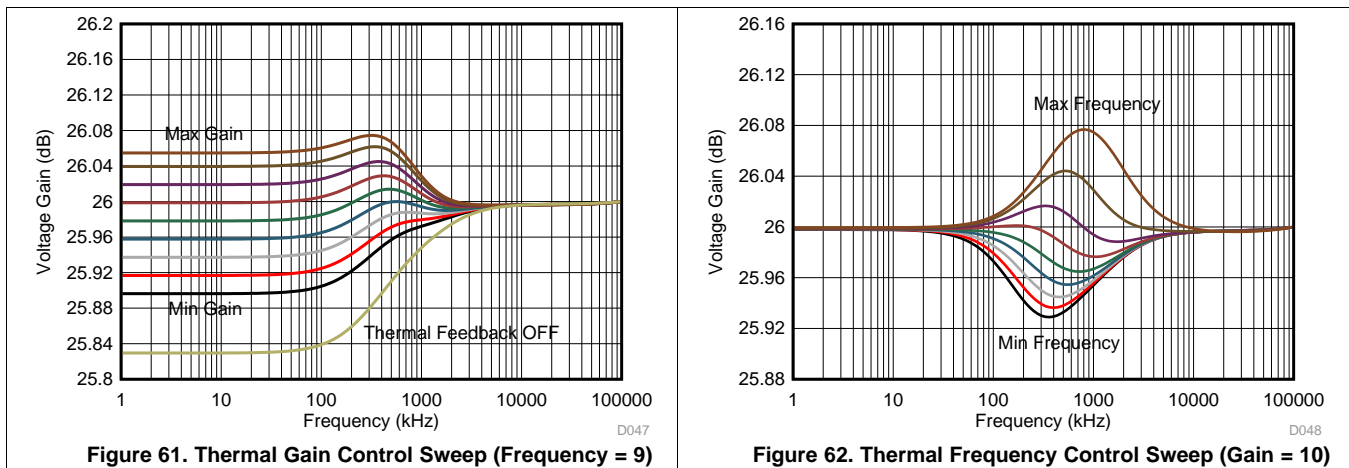 26.2
26.16
26.12
26.08
26.04
26
25.96
25.92
25.88
25.84
25.8
Voltage Gain (dB)
Max Gain
Min Gain
Thermal Feedback OFF
1 10 100 1000 10000 100000
Frequency (kHz)
D047
Figure 61. Thermal Gain Control Sweep (Frequency = 9)
26.16
26.12
26.08
26.04
26
25.96
25.92
25.88
Voltage Gain (dB)
Max Frequency
Min Frequency
1 10 100 1000 10000 100000
Frequency (kHz)
D048
Figure 62. Thermal Frequency Control Sweep (Gain = 10)